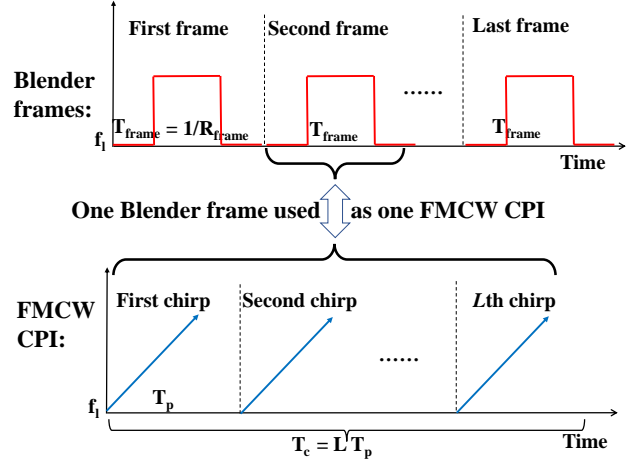 First frame Second frame Last frame
Blender frames:
......
T_frame = 1/R_frame T_frame T_frame
f_l
Time
One Blender frame used as one FMCW CPI
First chirp Second chirp Lth chirp
FMCW CPI:
......
T_p
f_l
T_c = L T_p
Time